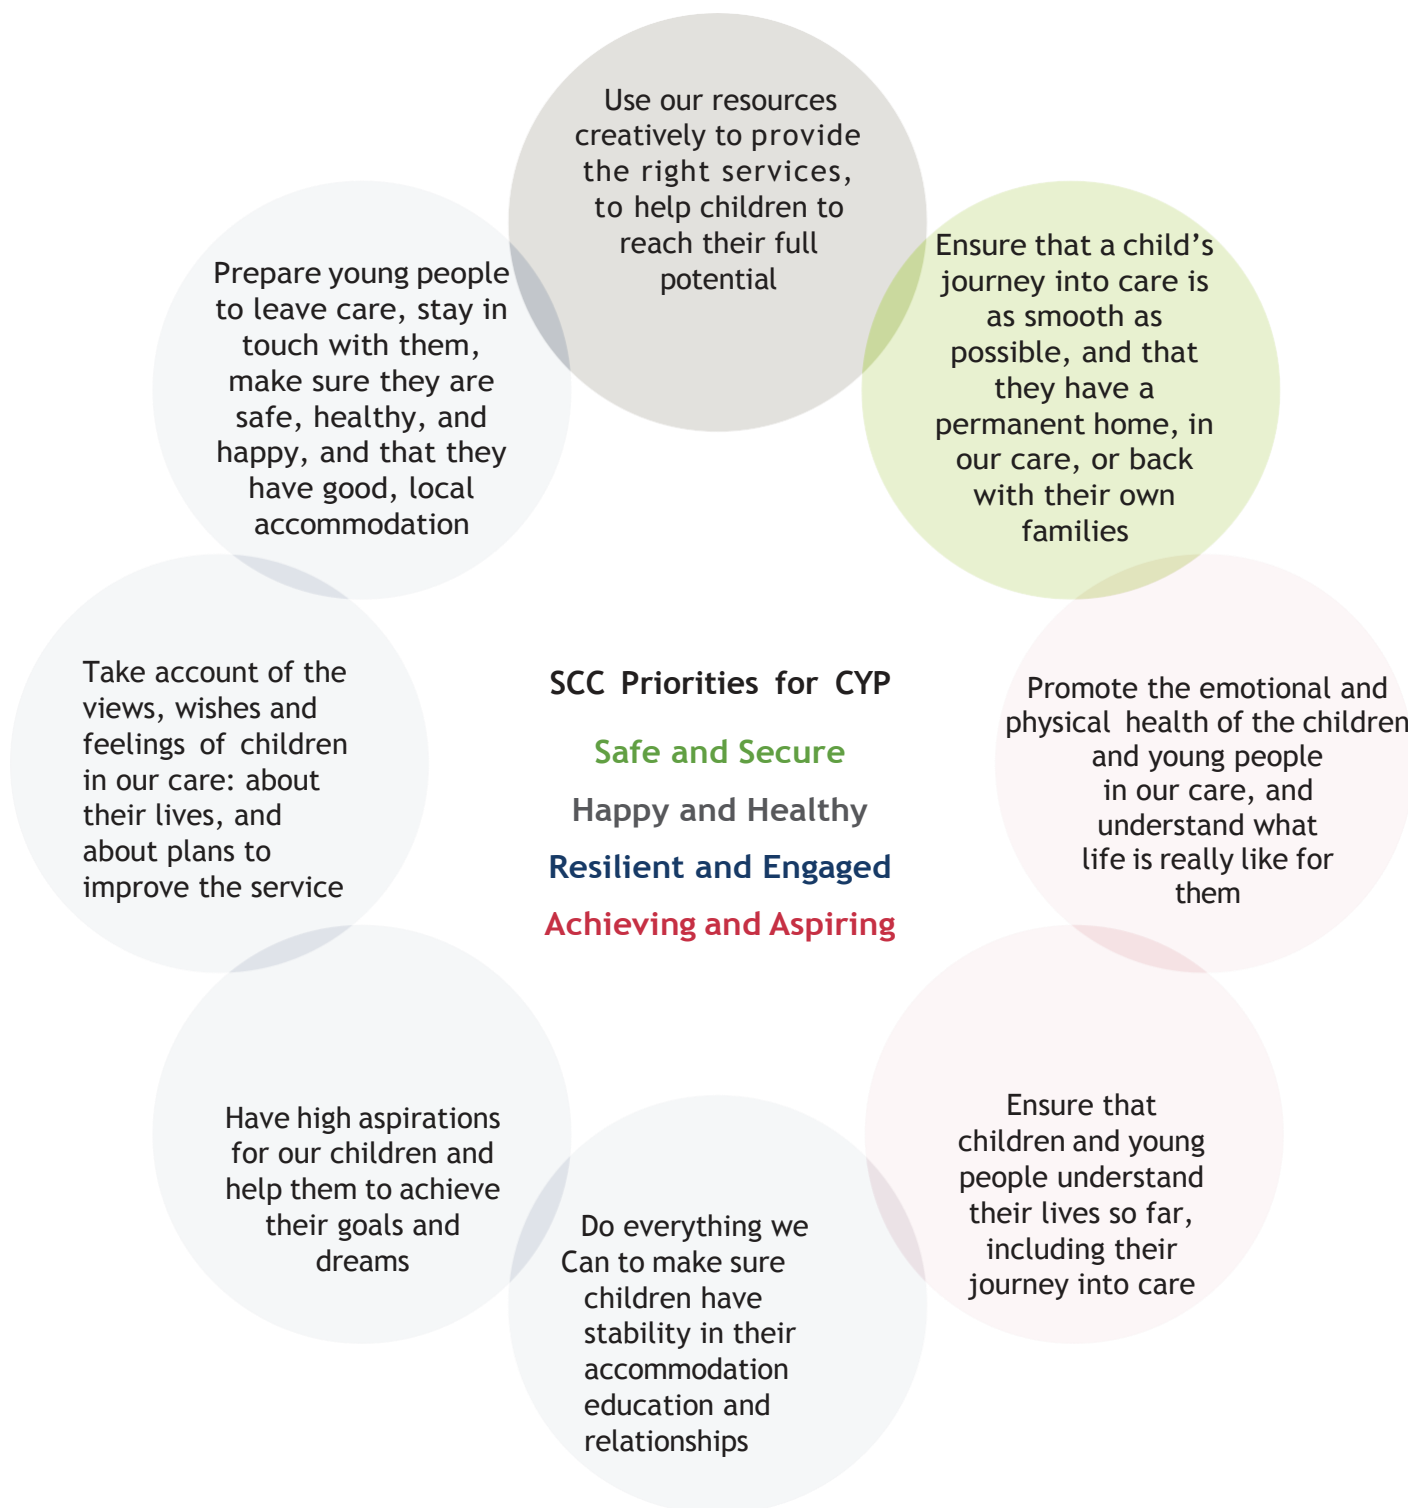 Use our resources
creatively to provide
the right services,
to help children to
reach their full
potential
Ensure that a child’s
journey into care is
as smooth as
possible, and that
they have a
permanent home, in
our care, or back
with their own
families
Promote the emotional and
physical health of the children
and young people
in our care, and
understand what
life is really like for
them
Ensure that
children and young
people understand
their lives so far,
including their
journey into care
Do everything we
Can to make sure
children have
stability in their
accommodation
education and
relationships
Have high aspirations
for our children and
help them to achieve
their goals and
dreams
Take account of the
views, wishes and
feelings of children
in our care: about
their lives, and
about plans to
improve the service
Prepare young people
to leave care, stay in
touch with them,
make sure they are
safe, healthy, and
happy, and that they
have good, local
accommodation
SCC Priorities for CYP
Safe and Secure
Happy and Healthy
Resilient and Engaged
Achieving and Aspiring